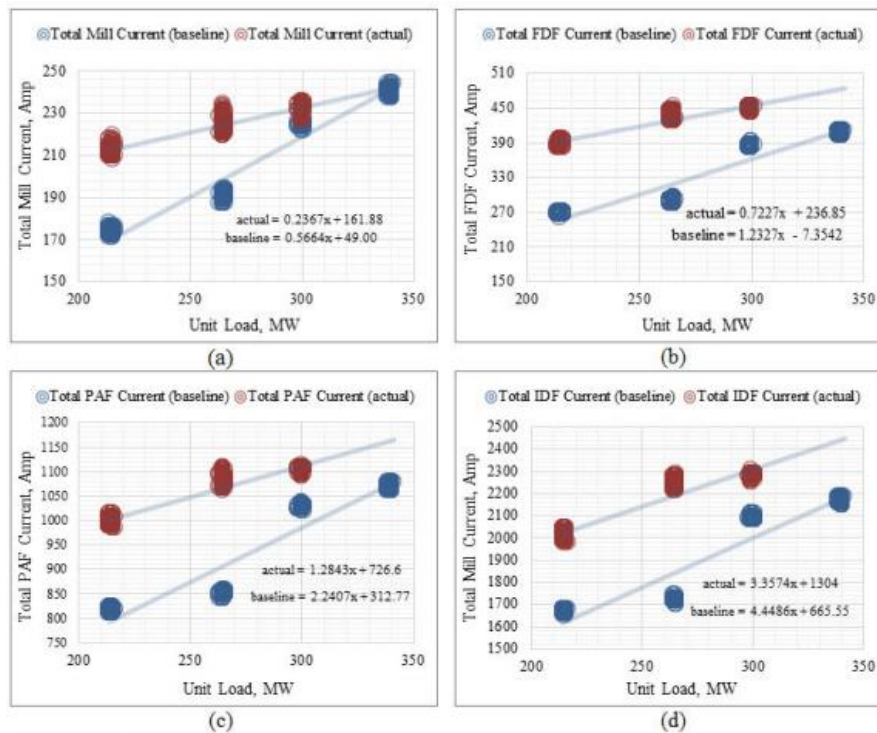 Total Mill Current (baseline) Total Mill Current (actual)
250
230
210
190
170
150
200 250 300 350
Total Mill Current, Amp
Unit Load, MW
actual = 0.2367x + 161.88
baseline = 0.5664x + 49.00
(a)
Total FDF Current (baseline) Total FDF Current (actual)
510
450
390
330
270
210
150
200 250 300 350
Total FDF Current, Amp
Unit Load, MW
actual = 0.7227x + 236.85
baseline = 1.2327x - 7.3542
(b)
Total PAF Current (baseline) Total PAF Current (actual)
1200
1150
1100
1050
1000
950
900
850
800
750
200 250 300 350
Total PAF Current, Amp
Unit Load, MW
actual = 1.2843x + 726.6
baseline = 2.2407x + 312.77
(c)
Total IDF Current (baseline) Total IDF Current (actual)
2500
2400
2300
2200
2100
2000
1900
1800
1700
1600
1500
200 250 300 350
Total Mill Current, Amp
Unit Load, MW
actual = 3.3574x + 1304
baseline = 4.4486x + 665.55
(d)